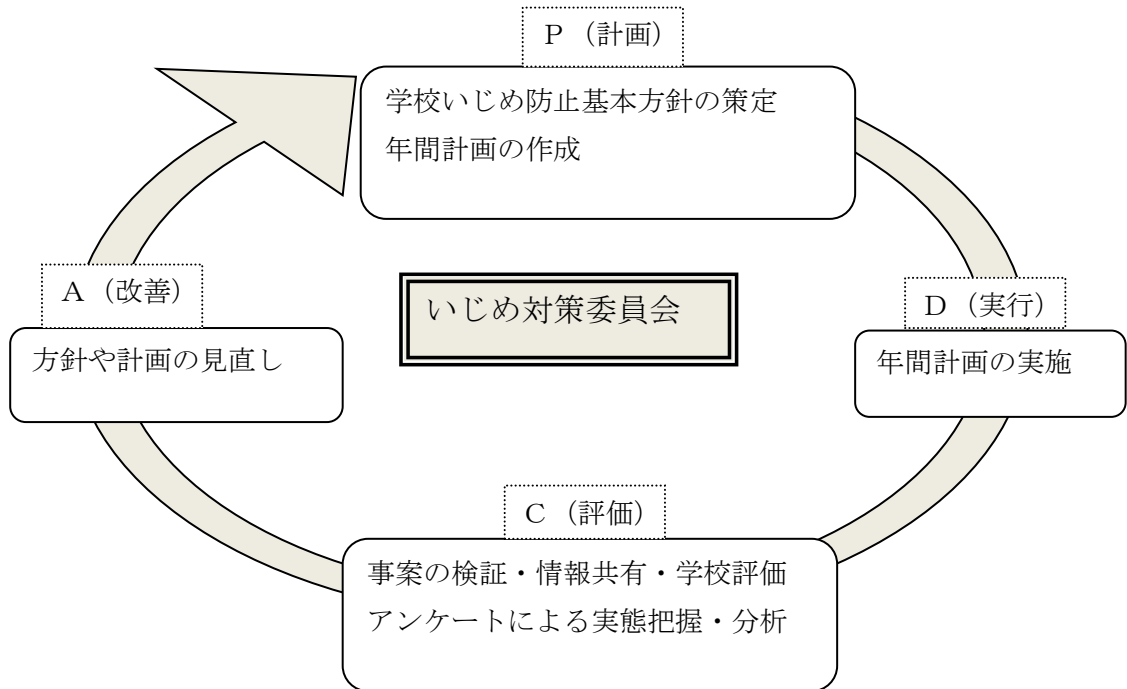 P（計画）
学校いじめ防止基本方針の策定
年間計画の作成
A（改善）
方針や計画の見直し
いじめ対策委員会
D（実行）
年間計画の実施
C（評価）
事案の検証・情報共有・学校評価
アンケートによる実態把握・分析